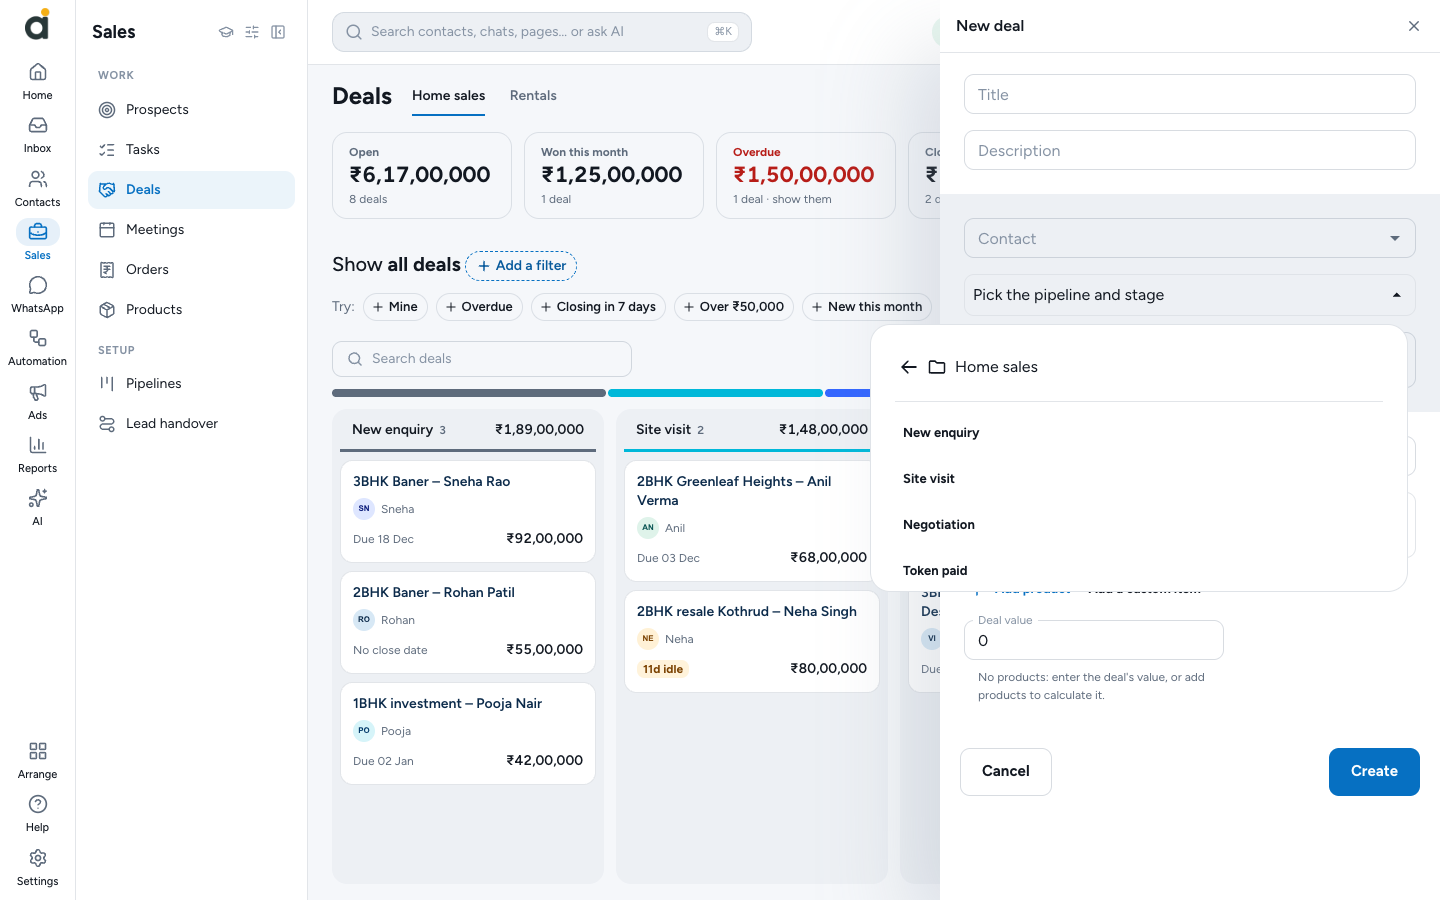 Home
Inbox
Contacts
Sales
WhatsApp
Automation
Ads
Reports
AI
Arrange
Help
Settings
Sales
WORK
Prospects
Tasks
Deals
Meetings
Orders
Products
SETUP
Pipelines
Lead handover
Search contacts, chats, pages... or ask AI
⌘K
Deals
Home sales
Rentals
Open
₹6,17,00,000
8 deals
Won this month
₹1,25,00,000
1 deal
Overdue
₹1,50,00,000
1 deal · show them
₹
2 d
Show all deals
+ Add a filter
Try:
+ Mine
+ Overdue
+ Closing in 7 days
+ Over ₹50,000
+ New this month
Search deals
New enquiry 3
₹1,89,00,000
3BHK Baner – Sneha Rao
SN Sneha
Due 18 Dec
₹92,00,000
2BHK Baner – Rohan Patil
RO Rohan
No close date
₹55,00,000
1BHK investment – Pooja Nair
PO Pooja
Due 02 Jan
₹42,00,000
Site visit 2
₹1,48,00,000
2BHK Greenleaf Heights – Anil
Verma
AN Anil
Due 03 Dec
₹68,00,000
2BHK resale Kothrud – Neha Singh
NE Neha
11d idle
₹80,00,000
VI
Due
New deal
Title
Description
Contact
Pick the pipeline and stage
Home sales
New enquiry
Site visit
Negotiation
Token paid
Deal value
0
No products: enter the deal's value, or add
products to calculate it.
Cancel
Create